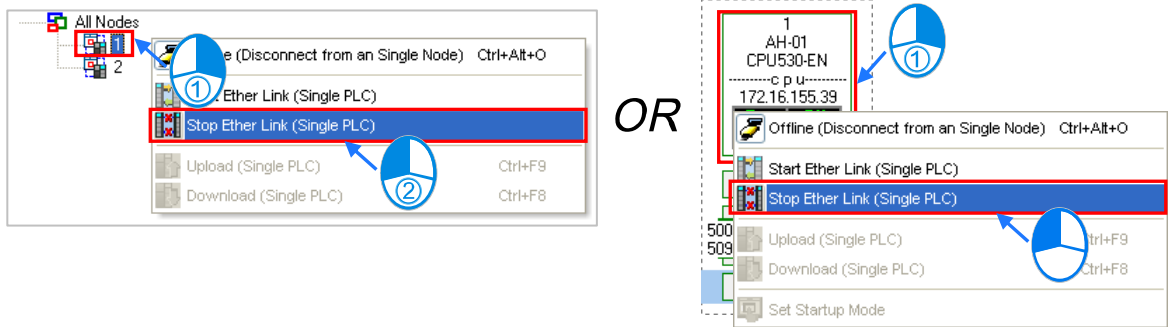 All Nodes
1
2
e (Disconnect from an Single Node) Ctrl+Alt+O
Ether Link (Single PLC)
Stop Ether Link (Single PLC)
Upload (Single PLC) Ctrl+F9
Download (Single PLC) Ctrl+F8
1
2
OR
1
AH-01
CPU530-EN
--------c p u---------
172.16.155.39
1
Offline (Disconnect from an Single Node) Ctrl+Alt+O
Start Ether Link (Single PLC)
Stop Ether Link (Single PLC)
Upload (Single PLC) trl+F9
Download (Single PLC) Ctrl+F8
Set Startup Mode
500
509